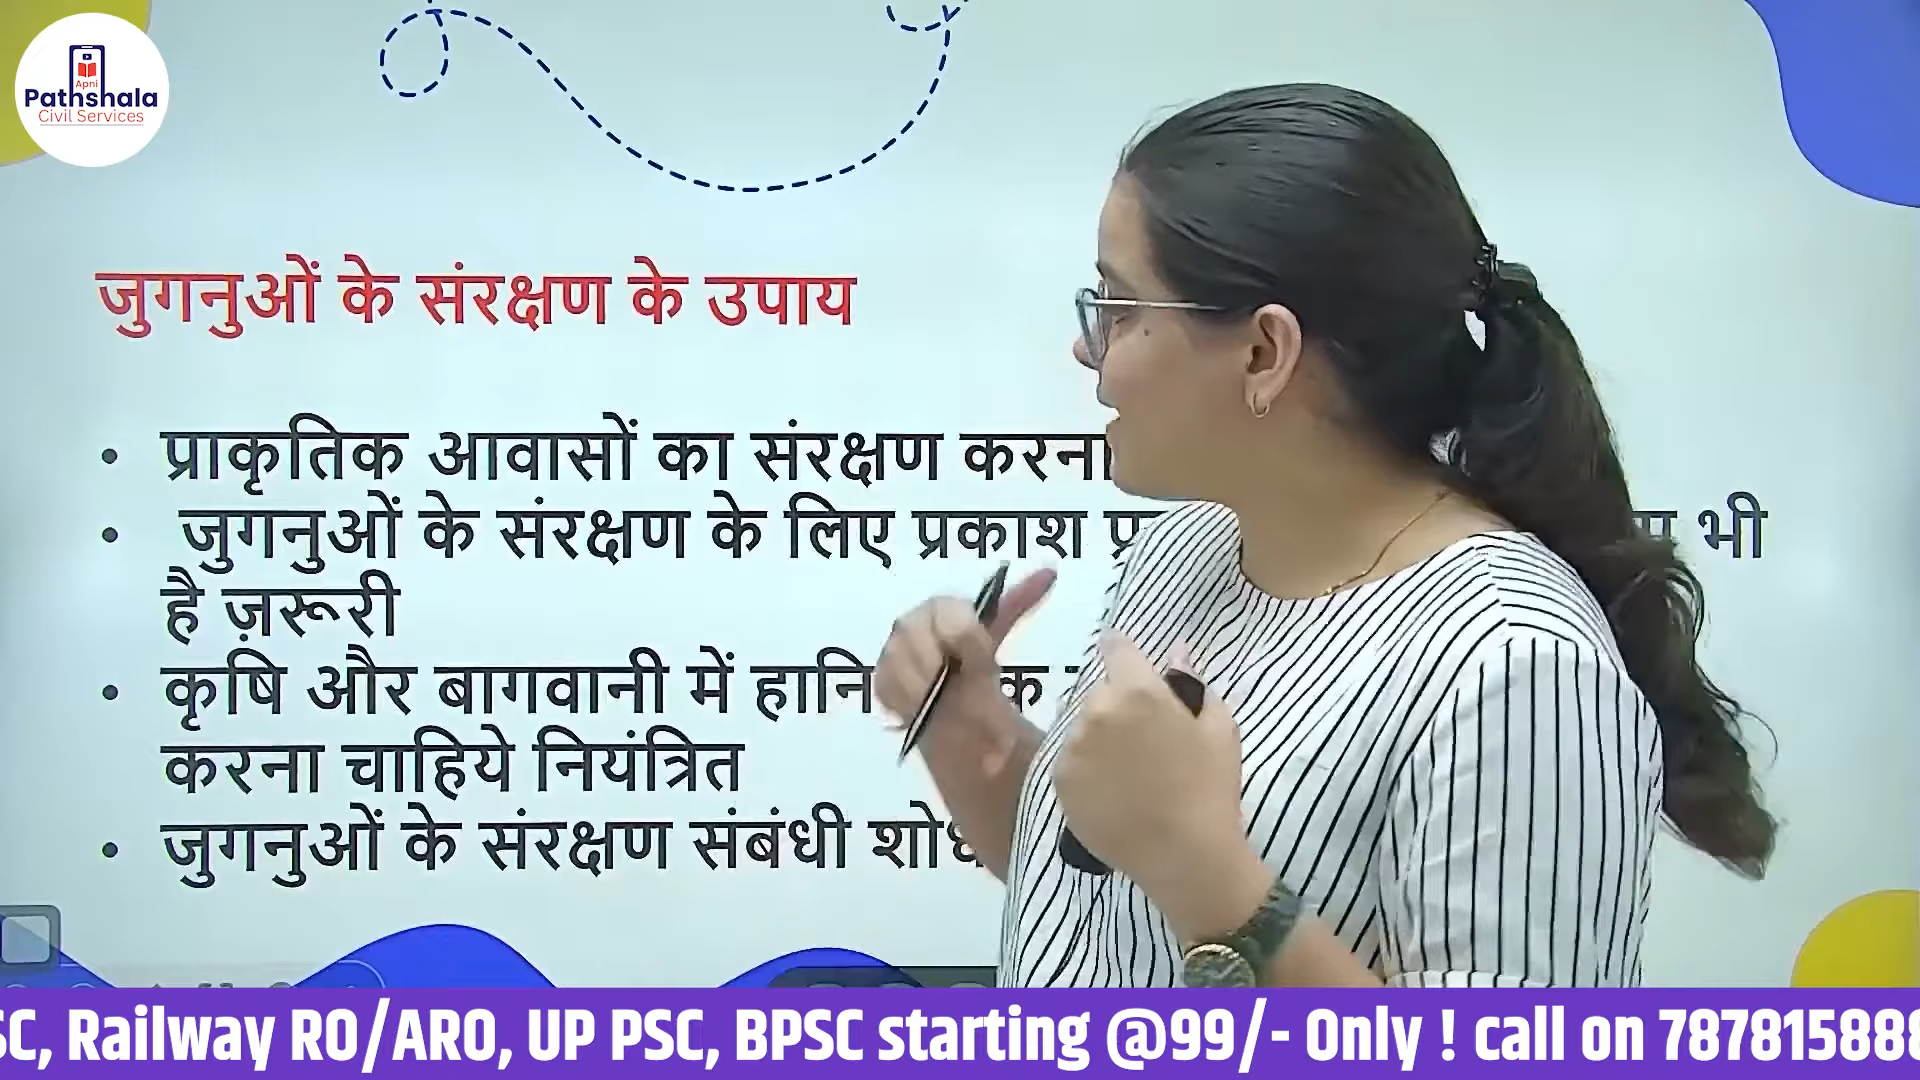 Apni
Pathshala
Civil Services
जुगनुओं के संरक्षण के उपाय
• प्राकृतिक आवासों का संरक्षण करना
• जुगनुओं के संरक्षण के लिए प्रकाश भी
है ज़रूरी
• कृषि और बागवानी में
करना चाहिये नियंत्रित
• जुगनुओं के संरक्षण संबंधी
SC, Railway RO/ARO, UP PSC, BPSC starting @99/- Only ! call on 787815888